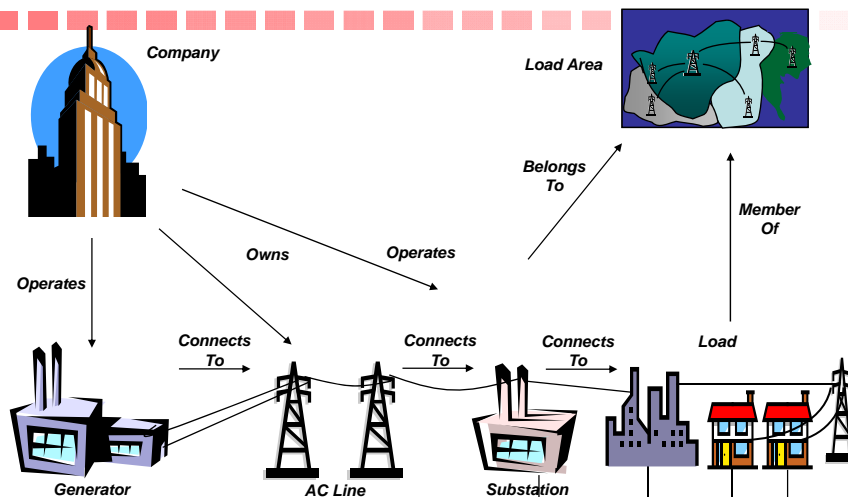 Company
Load Area
Belongs
To
Member
Of
Owns
Operates
Operates
Connects
To
Connects
To
Connects
To
Load
Generator
AC Line
Substation